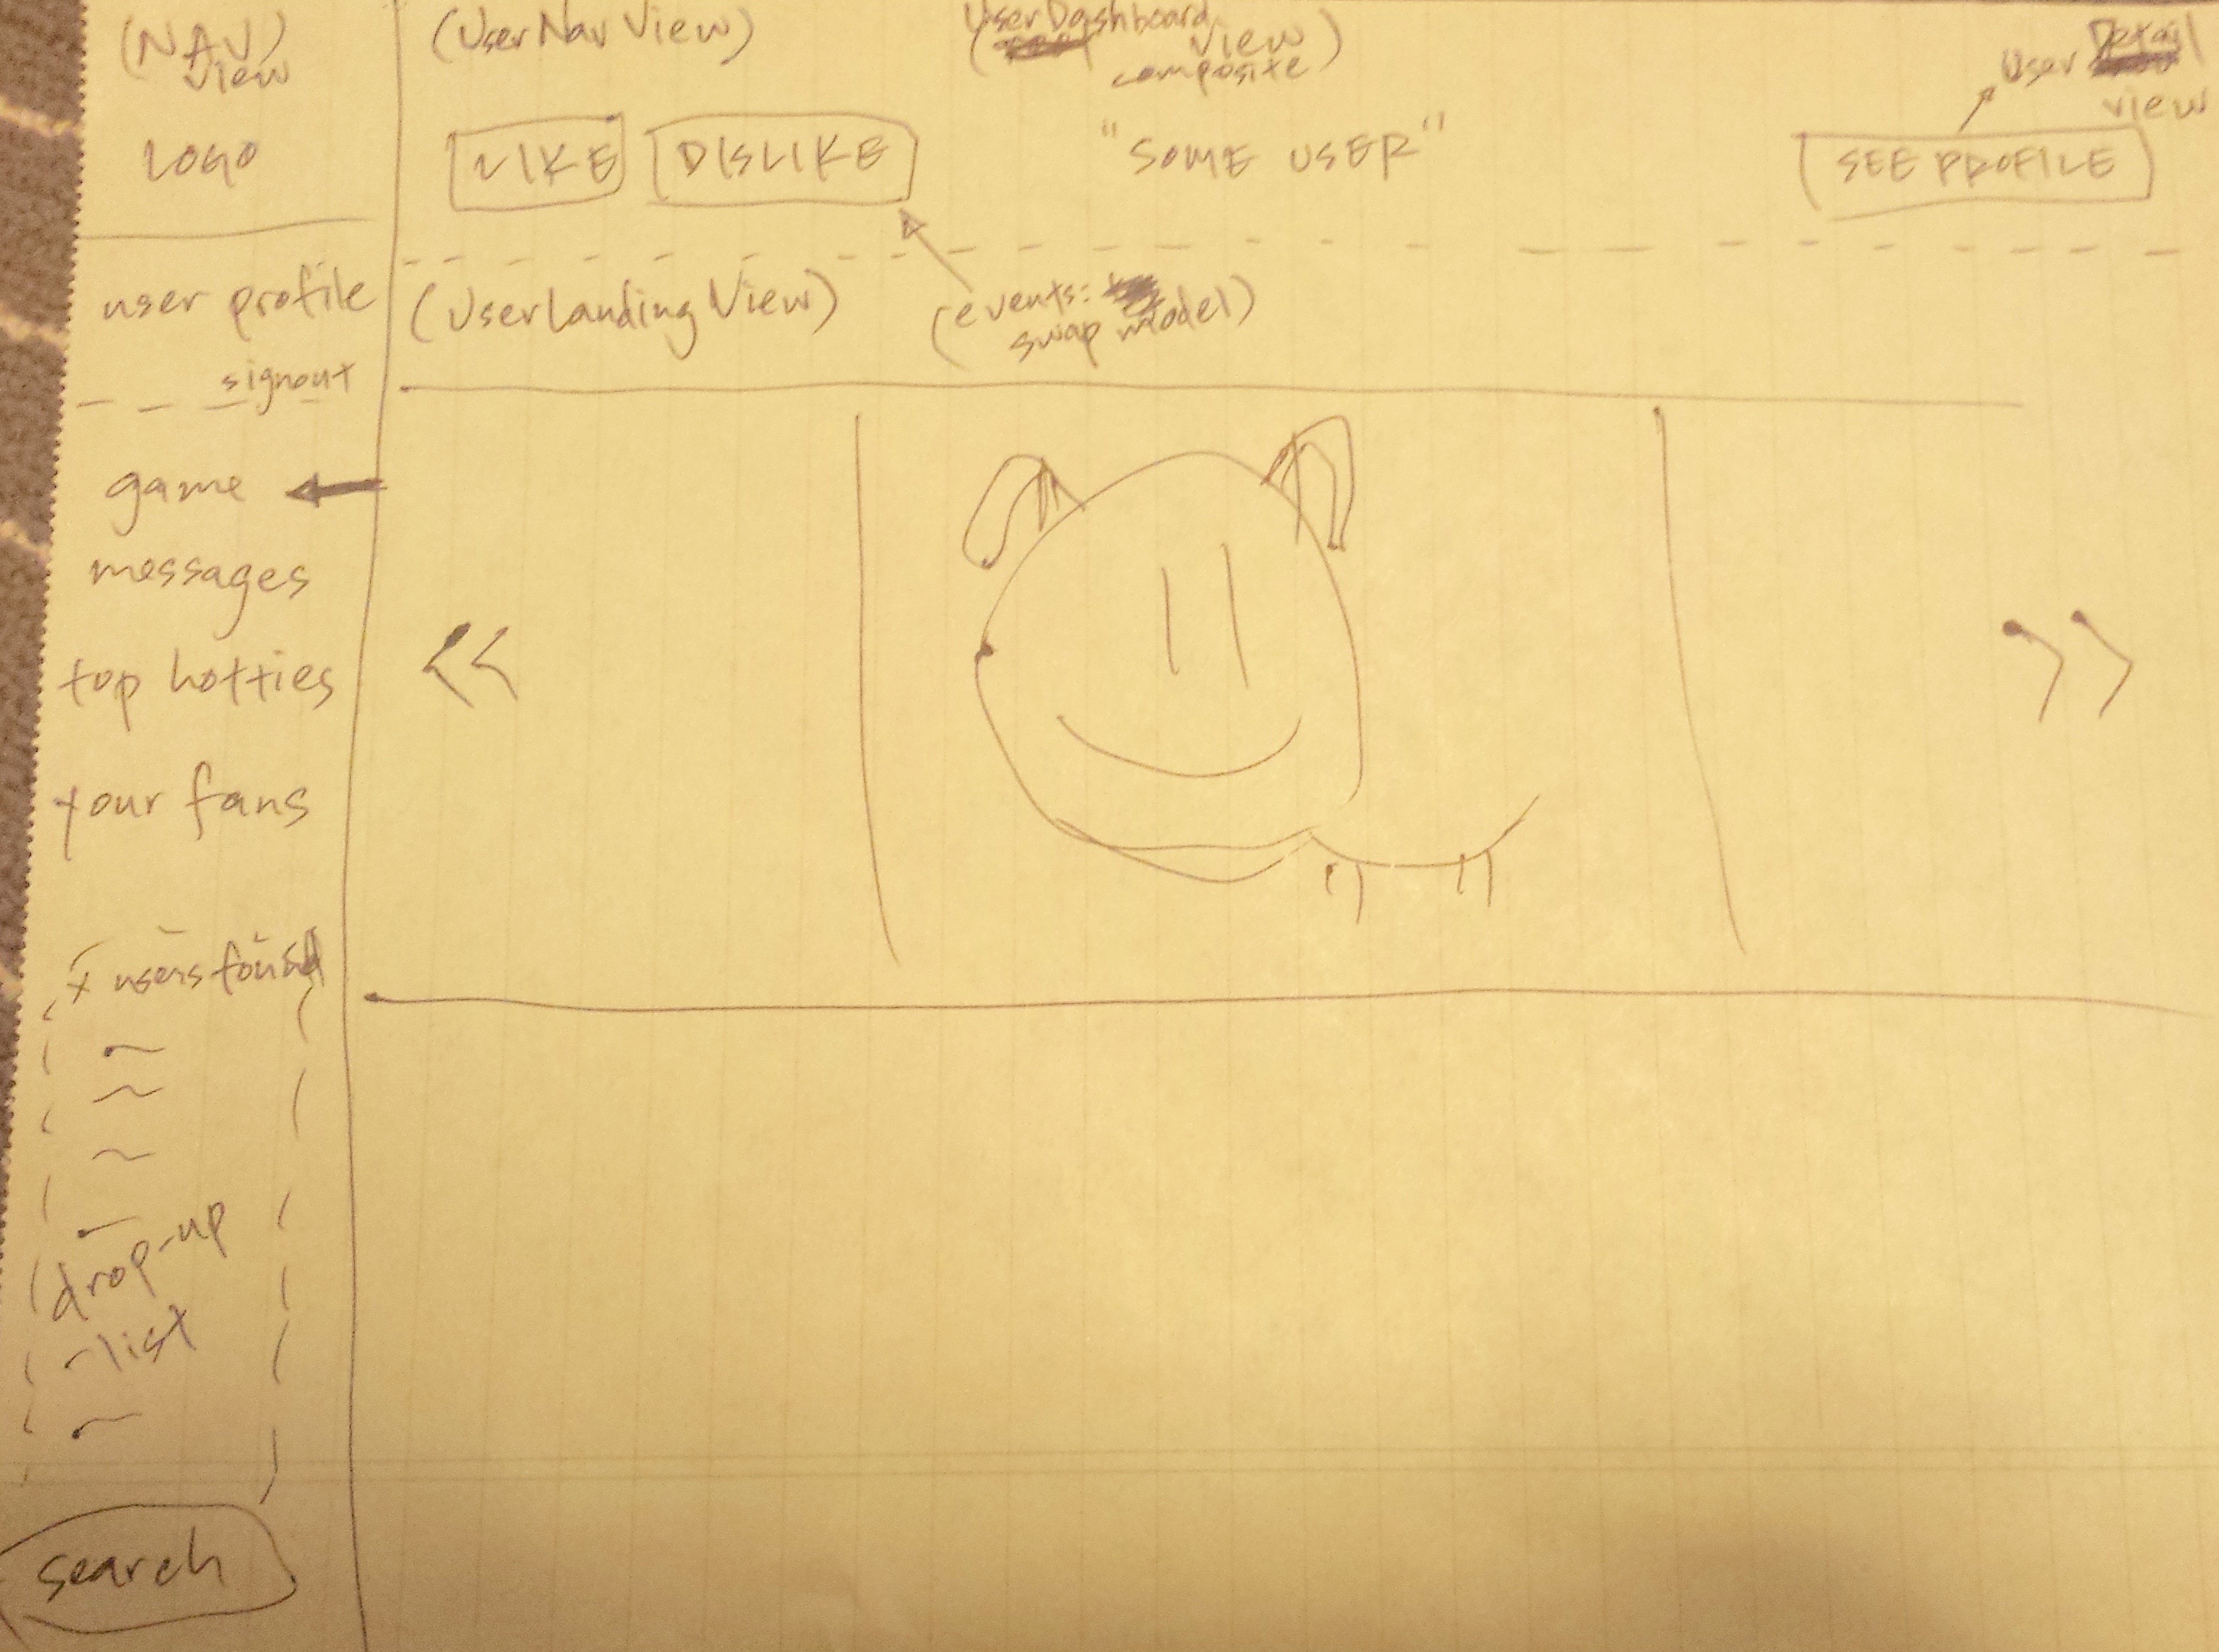 (NAV)
view
LOGO
user profile
signout
game
messages
top hotties
your fans
x users found
drop-up
list
search
(UserNavView)
(UserDashboard
View
composite)
User Detail
view
LIKE
DISLIKE
"SOME USER"
SEE PROFILE
(UserLandingView)
(events:
swap model)
<<
>>